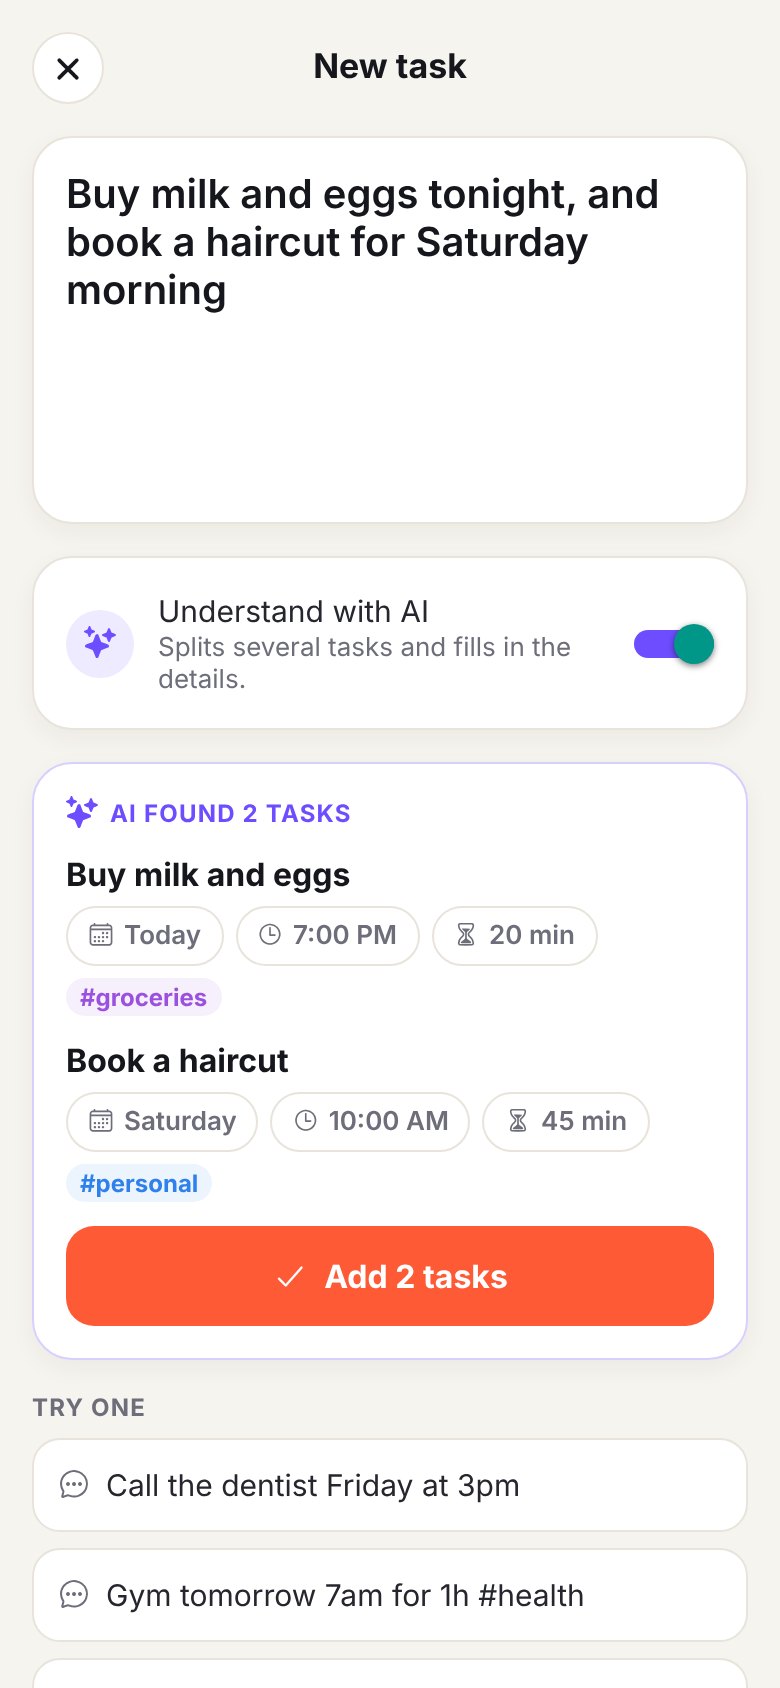 New task
Buy milk and eggs tonight, and
book a haircut for Saturday
morning
Understand with AI
Splits several tasks and fills in the
details.
AI FOUND 2 TASKS
Buy milk and eggs
Today 7:00 PM 20 min
#groceries
Book a haircut
Saturday 10:00 AM 45 min
#personal
Add 2 tasks
TRY ONE
Call the dentist Friday at 3pm
Gym tomorrow 7am for 1h #health